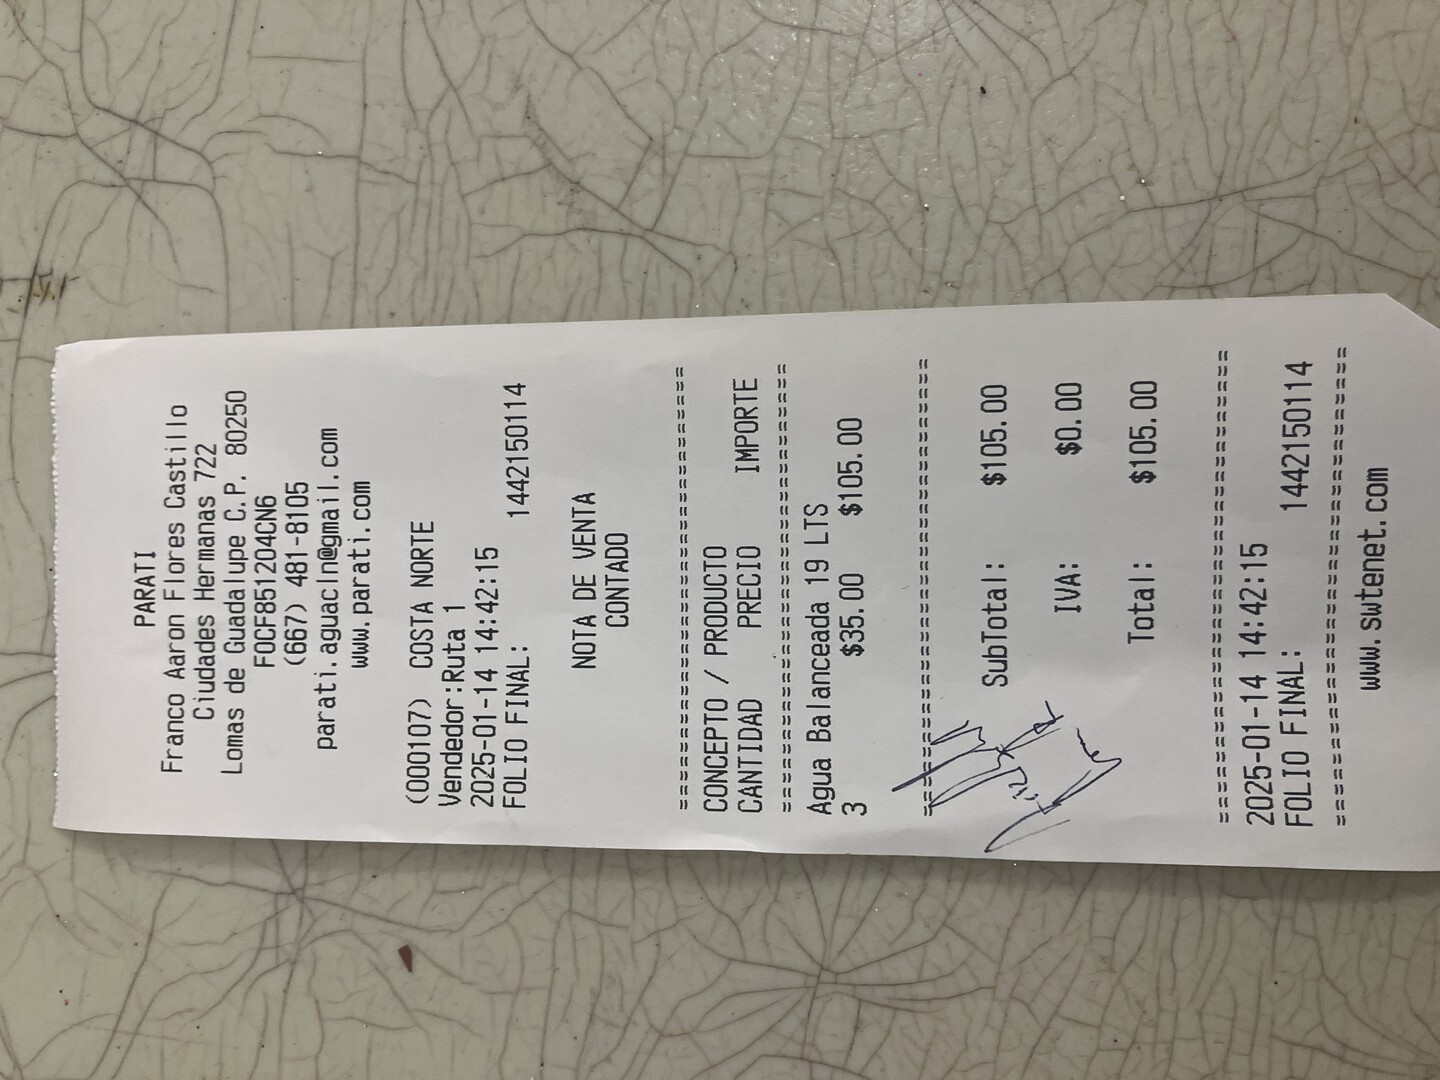 PARATI
Franco Aaron Flores Castillo
Ciudades Hermanas 722
Lomas de Guadalupe C.P. 80250
FOCF851204CN6
(667) 481-8105
parati.aguacln@gmail.com
www.parati.com
(000107) COSTA NORTE
Vendedor:Ruta 1
2025-01-14 14:42:15
FOLIO FINAL: 1442150114
NOTA DE VENTA
CONTADO
==============================
CONCEPTO / PRODUCTO
CANTIDAD PRECIO IMPORTE
==============================
Agua Balanceada 19 LTS
3 $35.00 $105.00
==============================
SubTotal: $105.00
IVA: $0.00
Total: $105.00
==============================
2025-01-14 14:42:15
FOLIO FINAL: 1442150114
==============================
www.swtenet.com